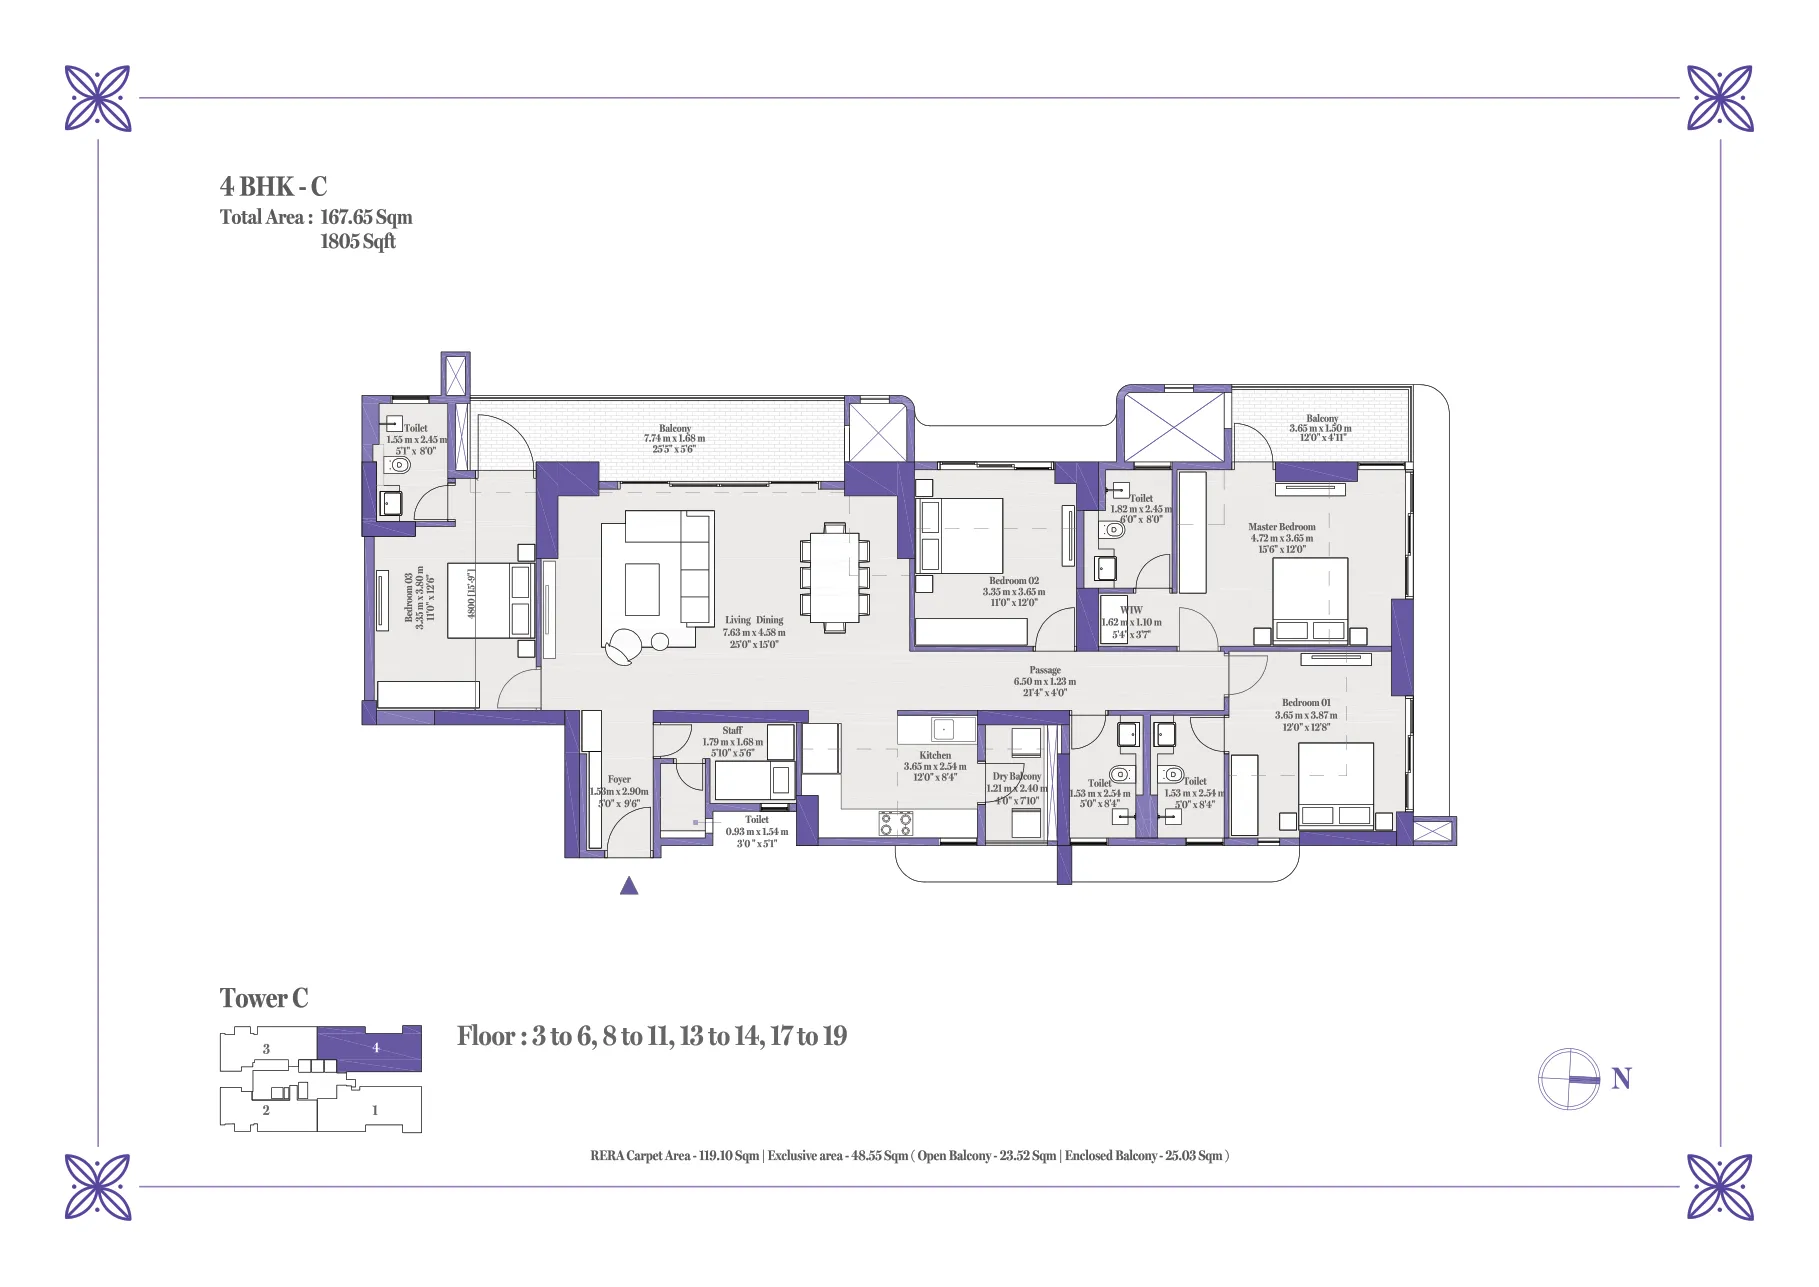 4 BHK - C
Total Area : 167.65 Sqm
1805 Sqft
Toilet
1.55 m x 2.45 m
5'1" x 8'0"
Balcony
7.74 m x 1.68 m
25'5" x 5'6"
Balcony
3.65 m x 1.50 m
12'0" x 4'11"
Toilet
1.82 m x 2.45 m
6'0" x 8'0"
Master Bedroom
4.72 m x 3.65 m
15'6" x 12'0"
Bedroom 03
3.35 m x 3.80 m
11'0" x 12'6"
4800 [15'-9"]
Bedroom 02
3.35 m x 3.65 m
11'0" x 12'0"
Living Dining
7.63 m x 4.58 m
25'0" x 15'0"
WIW
1.62 m x 1.10 m
5'4" x 3'7"
Passage
6.50 m x 1.23 m
21'4" x 4'0"
Bedroom 01
3.65 m x 3.87 m
12'0" x 12'8"
Staff
1.79 m x 1.68 m
5'10" x 5'6"
Kitchen
3.65 m x 2.54 m
12'0" x 8'4"
Foyer
1.53m x 2.90m
5'0" x 9'6"
Dry Balcony
1.21 m x 2.40 m
4'0" x 7'10"
Toilet
1.53 m x 2.54 m
5'0" x 8'4"
Toilet
1.53 m x 2.54 m
5'0" x 8'4"
Toilet
0.93 m x 1.54 m
3'0" x 5'1"
Tower C
Floor : 3 to 6, 8 to 11, 13 to 14, 17 to 19
3
4
2
1
N
RERA Carpet Area - 119.10 Sqm | Exclusive area - 48.55 Sqm ( Open Balcony - 23.52 Sqm | Enclosed Balcony - 25.03 Sqm )